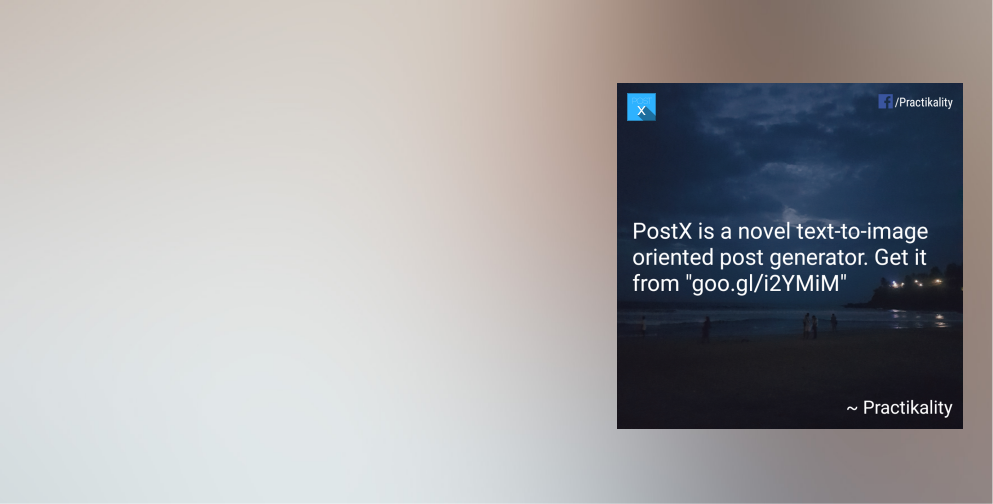 X
/Practikality
PostX is a novel text-to-image
oriented post generator. Get it
from "goo.gl/i2YMiM"
~ Practikality